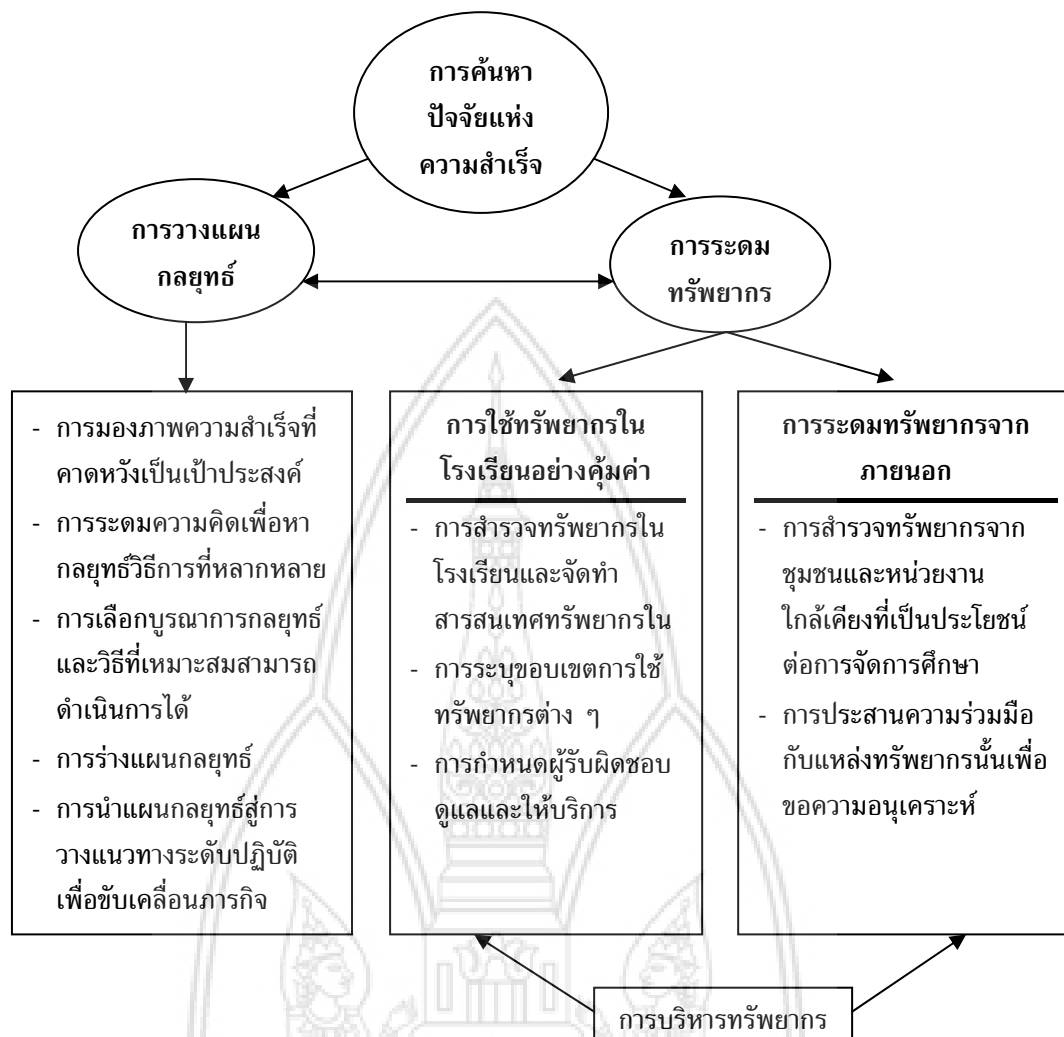 การค้นหา
ปัจจัยแห่ง
ความสำเร็จ
การวางแผน
กลยุทธ์
การระดม
ทรัพยากร
- การมองภาพความสำเร็จที่
คาดหวังเป็นเป้าประสงค์
- การระดมความคิดเพื่อหา
กลยุทธ์วิธีการที่หลากหลาย
- การเลือกบูรณาการกลยุทธ์
และวิธีที่เหมาะสมสามารถ
ดำเนินการได้
- การร่างแผนกลยุทธ์
- การนำแผนกลยุทธ์สู่การ
วางแนวทางระดับปฏิบัติ
เพื่อขับเคลื่อนภารกิจ
การใช้ทรัพยากรใน
โรงเรียนอย่างคุ้มค่า
- การสำรวจทรัพยากรใน
โรงเรียนและจัดทำ
สารสนเทศทรัพยากรใน
- การระบุขอบเขตการใช้
ทรัพยากรต่าง ๆ
- การกำหนดผู้รับผิดชอบ
ดูแลและให้บริการ
การระดมทรัพยากรจาก
ภายนอก
- การสำรวจทรัพยากรจาก
ชุมชนและหน่วยงาน
ใกล้เคียงที่เป็นประโยชน์
ต่อการจัดการศึกษา
- การประสานความร่วมมือ
กับแหล่งทรัพยากรนั้นเพื่อ
ขอความอนุเคราะห์
การบริหารทรัพยากร